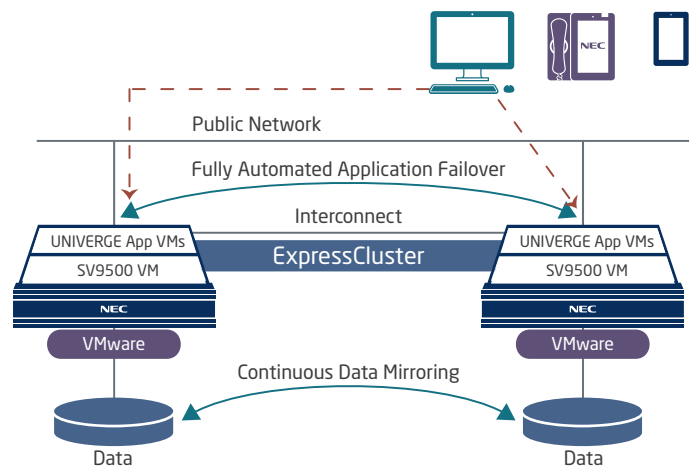 NEC
Public Network
Fully Automated Application Failover
Interconnect
UNIVERGE App VMs
UNIVERGE App VMs
ExpressCluster
SV9500 VM
SV9500 VM
NEC
NEC
VMware
VMware
Continuous Data Mirroring
Data
Data